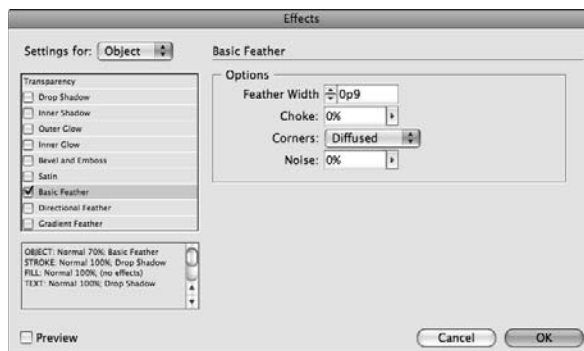 Effects
Settings for: Object
Transparency
Drop Shadow
Inner Shadow
Outer Glow
Inner Glow
Bevel and Emboss
Satin
Basic Feather
Directional Feather
Gradient Feather
OBJECT: Normal 70%; Basic Feather
STROKE: Normal 100%; Drop Shadow
FILL: Normal 100%; (no effects)
TEXT: Normal 100%; Drop Shadow
Preview
Basic Feather
Options
Feather Width 0p9
Choke: 0%
Corners: Diffused
Noise: 0%
Cancel
OK